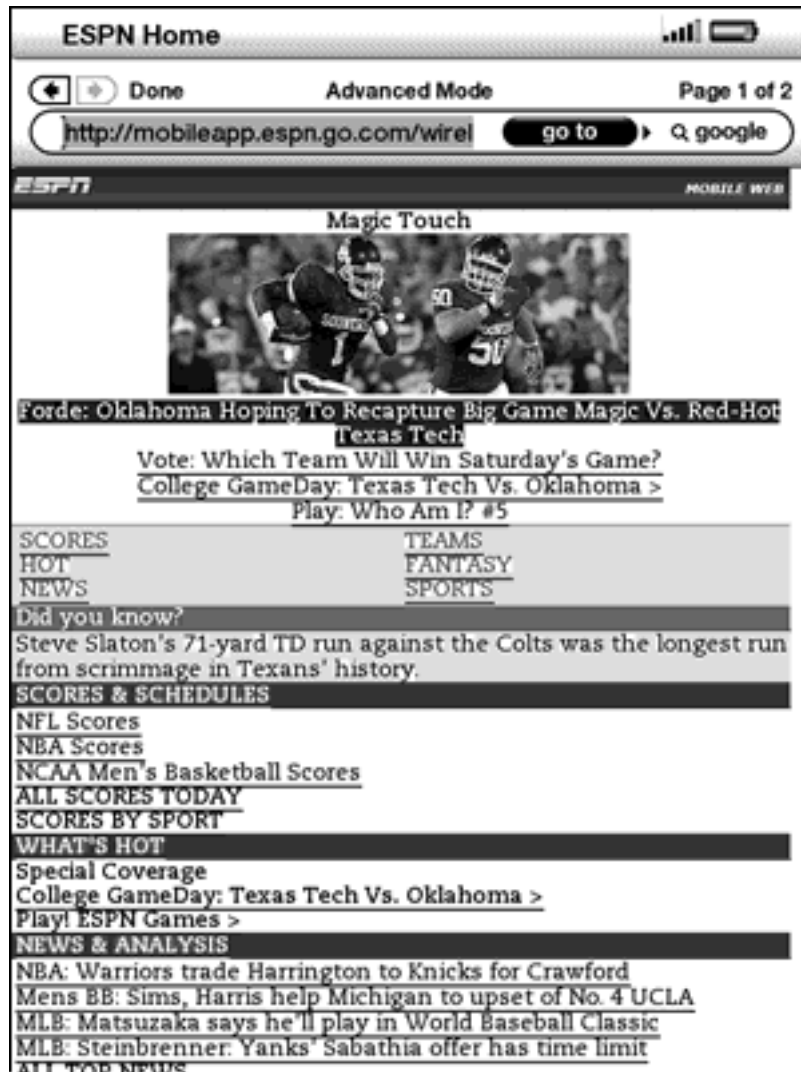 ESPN Home
Done Advanced Mode Page 1 of 2
http://mobileapp.espn.go.com/wirel go to google
ESPN MOBILE WEB
Magic Touch
1 90 50
Forde: Oklahoma Hoping To Recapture Big Game Magic Vs. Red-Hot
Texas Tech
Vote: Which Team Will Win Saturday's Game?
College GameDay: Texas Tech Vs. Oklahoma >
Play: Who Am I? #5
SCORES TEAMS
HOT FANTASY
NEWS SPORTS
Did you know?
Steve Slaton's 71-yard TD run against the Colts was the longest run
from scrimmage in Texans' history.
SCORES & SCHEDULES
NFL Scores
NBA Scores
NCAA Men's Basketball Scores
ALL SCORES TODAY
SCORES BY SPORT
WHAT'S HOT
Special Coverage
College GameDay: Texas Tech Vs. Oklahoma >
Play! ESPN Games >
NEWS & ANALYSIS
NBA: Warriors trade Harrington to Knicks for Crawford
Mens BB: Sims, Harris help Michigan to upset of No. 4 UCLA
MLB: Matsuzaka says he'll play in World Baseball Classic
MLB: Steinbrenner: Yanks' Sabathia offer has time limit
ALL TOP NEWS